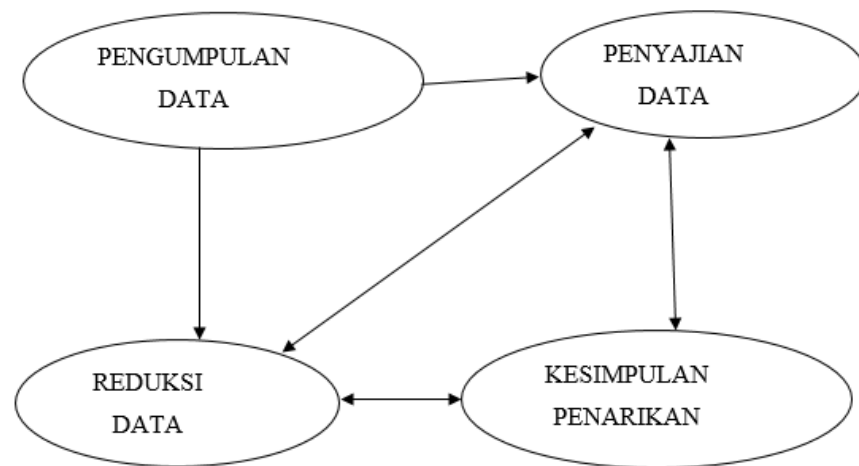 PENGUMPULAN
DATA
PENYAJIAN
DATA
REDUKSI
DATA
KESIMPULAN
PENARIKAN